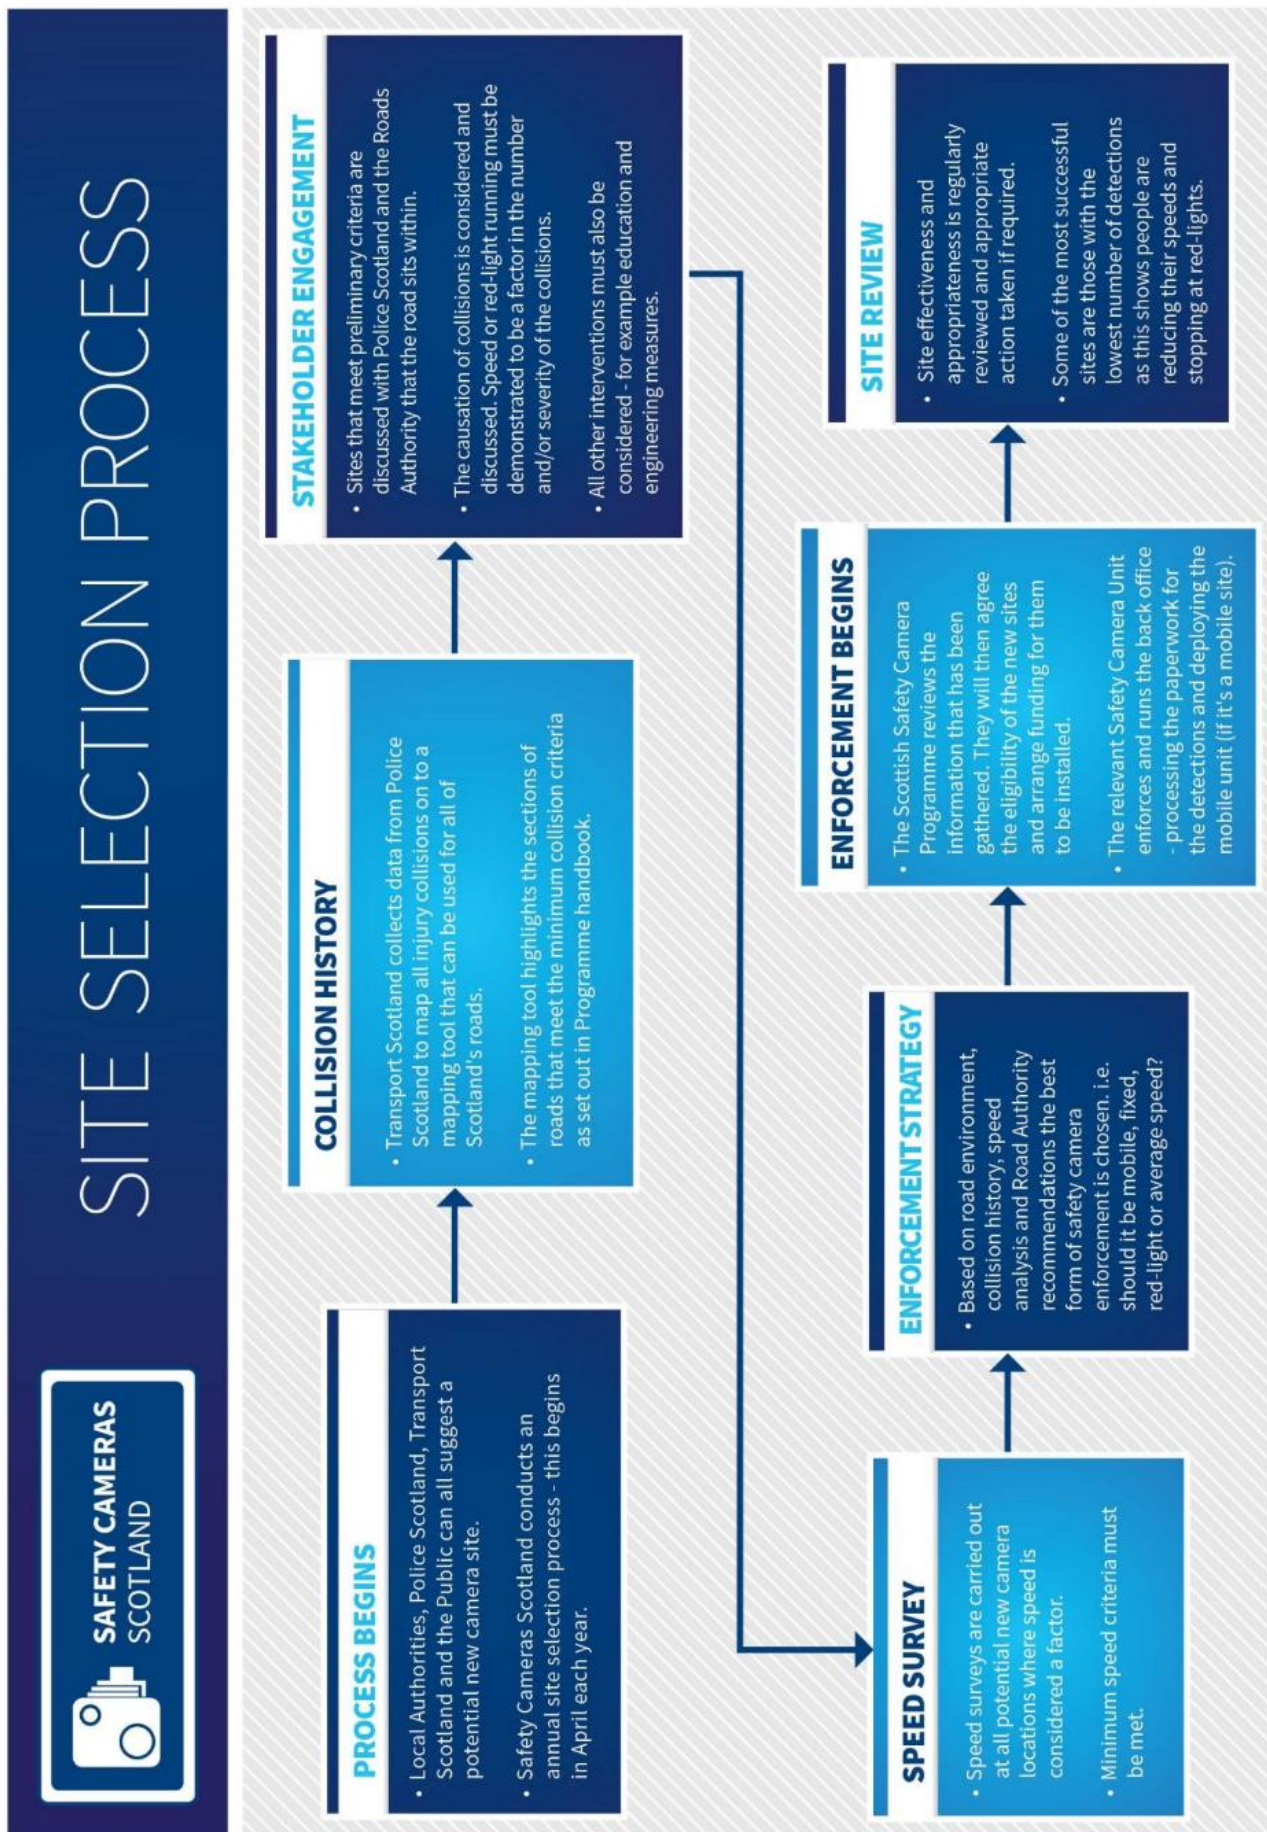 SAFETY CAMERAS
SCOTLAND
SITE SELECTION PROCESS
PROCESS BEGINS
• Local Authorities, Police Scotland, Transport
Scotland and the Public can all suggest a
potential new camera site.
• Safety Cameras Scotland conducts an
annual site selection process - this begins
in April each year.
COLLISION HISTORY
• Transport Scotland collects data from Police
Scotland to map all injury collisions on to a
mapping tool that can be used for all of
Scotland's roads.
• The mapping tool highlights the sections of
roads that meet the minimum collision criteria
as set out in Programme handbook.
STAKEHOLDER ENGAGEMENT
• Sites that meet preliminary criteria are
discussed with Police Scotland and the Roads
Authority that the road sits within.
• The causation of collisions is considered and
discussed. Speed or red-light running must be
demonstrated to be a factor in the number
and/or severity of the collisions.
• All other interventions must also be
considered - for example education and
engineering measures.
SPEED SURVEY
• Speed surveys are carried out
at all potential new camera
locations where speed is
considered a factor.
• Minimum speed criteria must
be met.
ENFORCEMENT STRATEGY
• Based on road environment,
collision history, speed
analysis and Road Authority
recommendations the best
form of safety camera
enforcement is chosen. i.e.
should it be mobile, fixed,
red-light or average speed?
ENFORCEMENT BEGINS
• The Scottish Safety Camera
Programme reviews the
information that has been
gathered. They will then agree
the eligibility of the new sites
and arrange funding for them
to be installed.
• The relevant Safety Camera Unit
enforces and runs the back office
- processing the paperwork for
the detections and deploying the
mobile unit (if it's a mobile site).
SITE REVIEW
• Site effectiveness and
appropriateness is regularly
reviewed and appropriate
action taken if required.
• Some of the most successful
sites are those with the
lowest number of detections
as this shows people are
reducing their speeds and
stopping at red-lights.